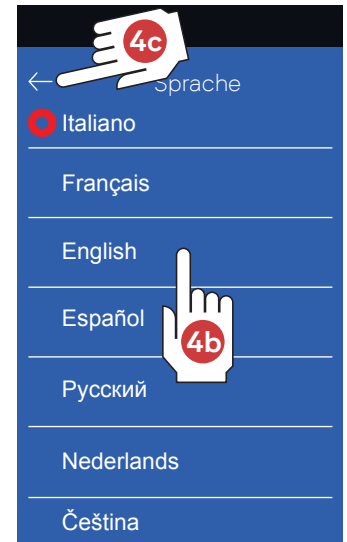 4c
Sprache
Italiano
Français
English
Español
4b
Русский
Nederlands
Čeština